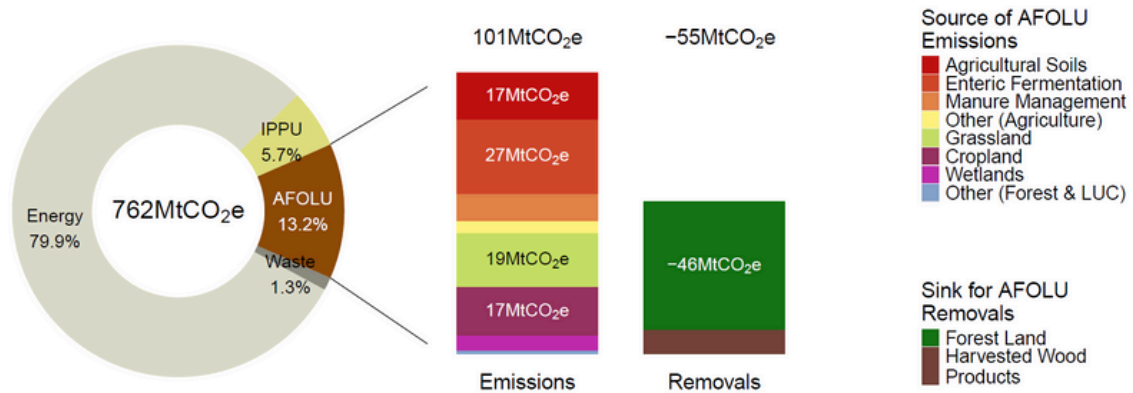 Energy
79.9%
762MtCO₂e
IPPU
5.7%
AFOLU
13.2%
Waste
1.3%
101MtCO₂e
17MtCO₂e
27MtCO₂e
19MtCO₂e
17MtCO₂e
Emissions
−55MtCO₂e
−46MtCO₂e
Removals
Source of AFOLU
Emissions
Agricultural Soils
Enteric Fermentation
Manure Management
Other (Agriculture)
Grassland
Cropland
Wetlands
Other (Forest & LUC)
Sink for AFOLU
Removals
Forest Land
Harvested Wood
Products